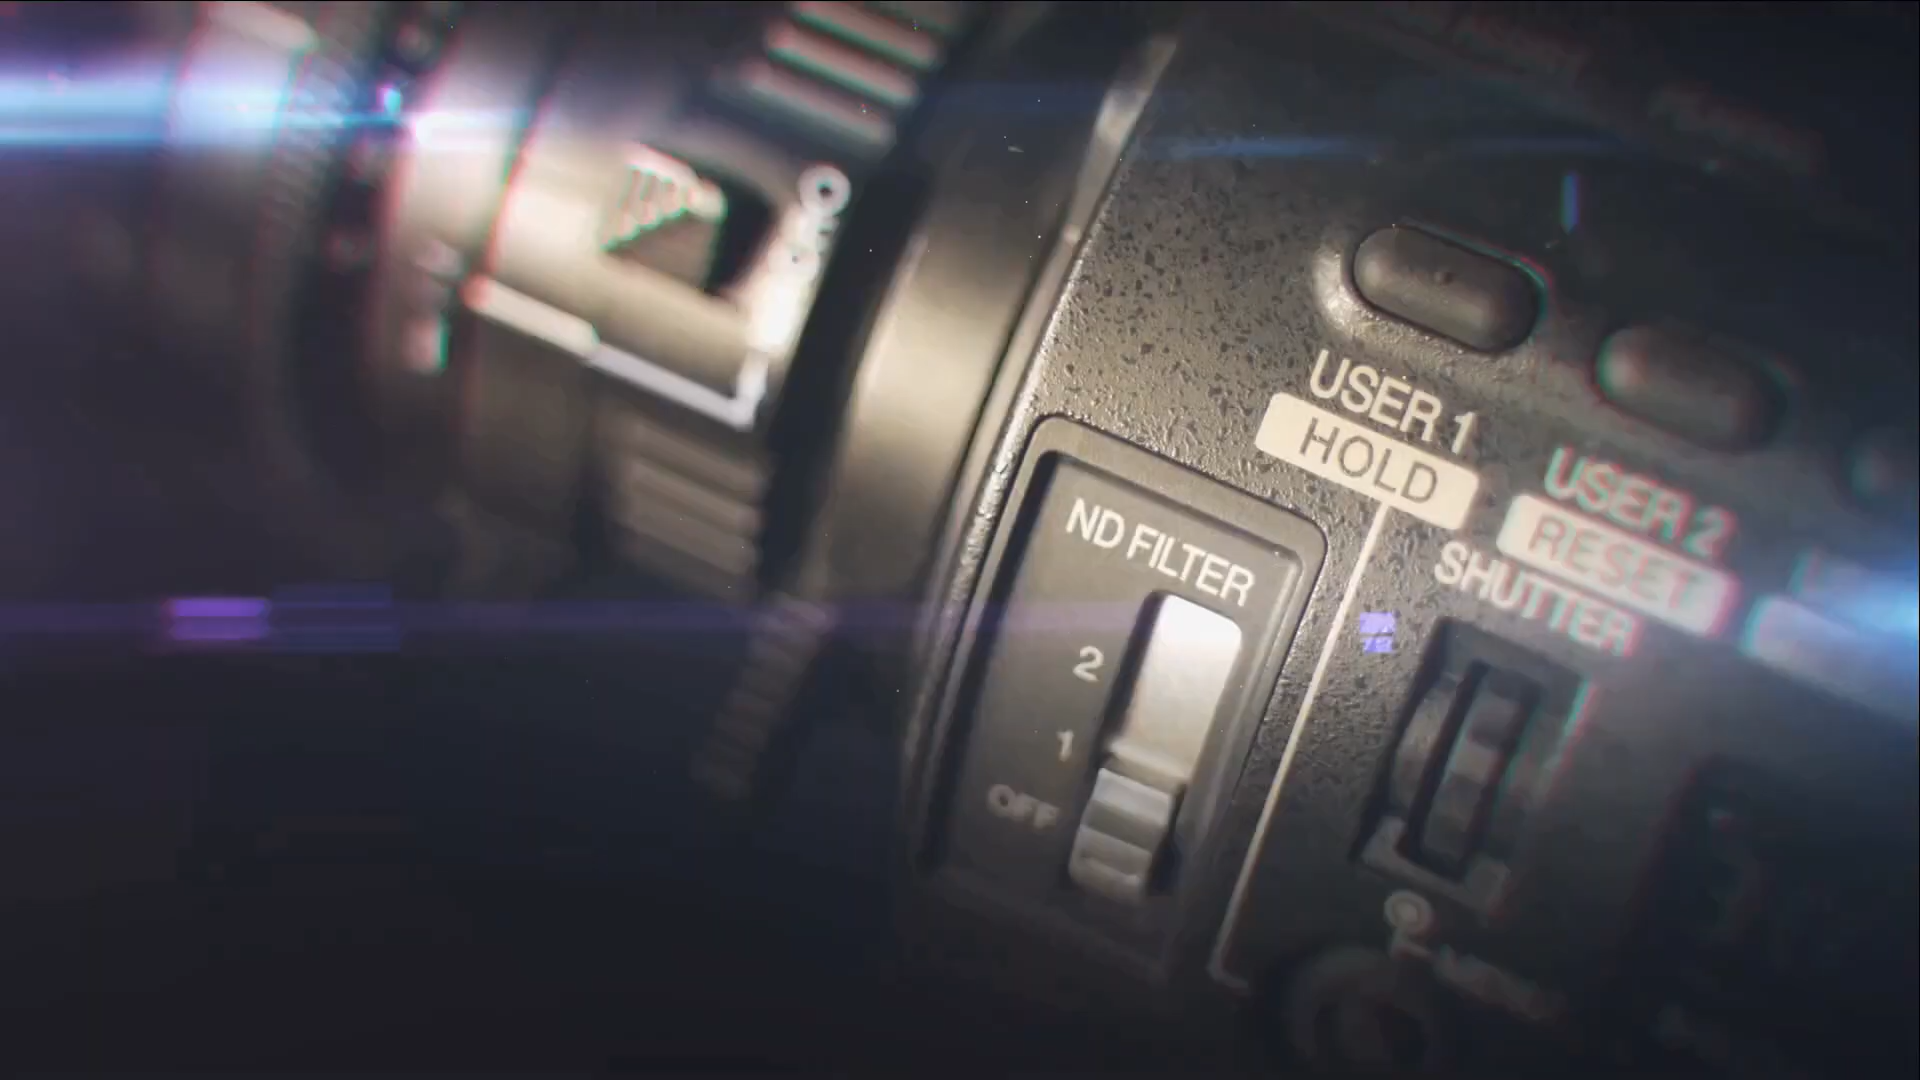 USER 1
HOLD
USER 2
RESET
ND FILTER
SHUTTER
2
1
OFF